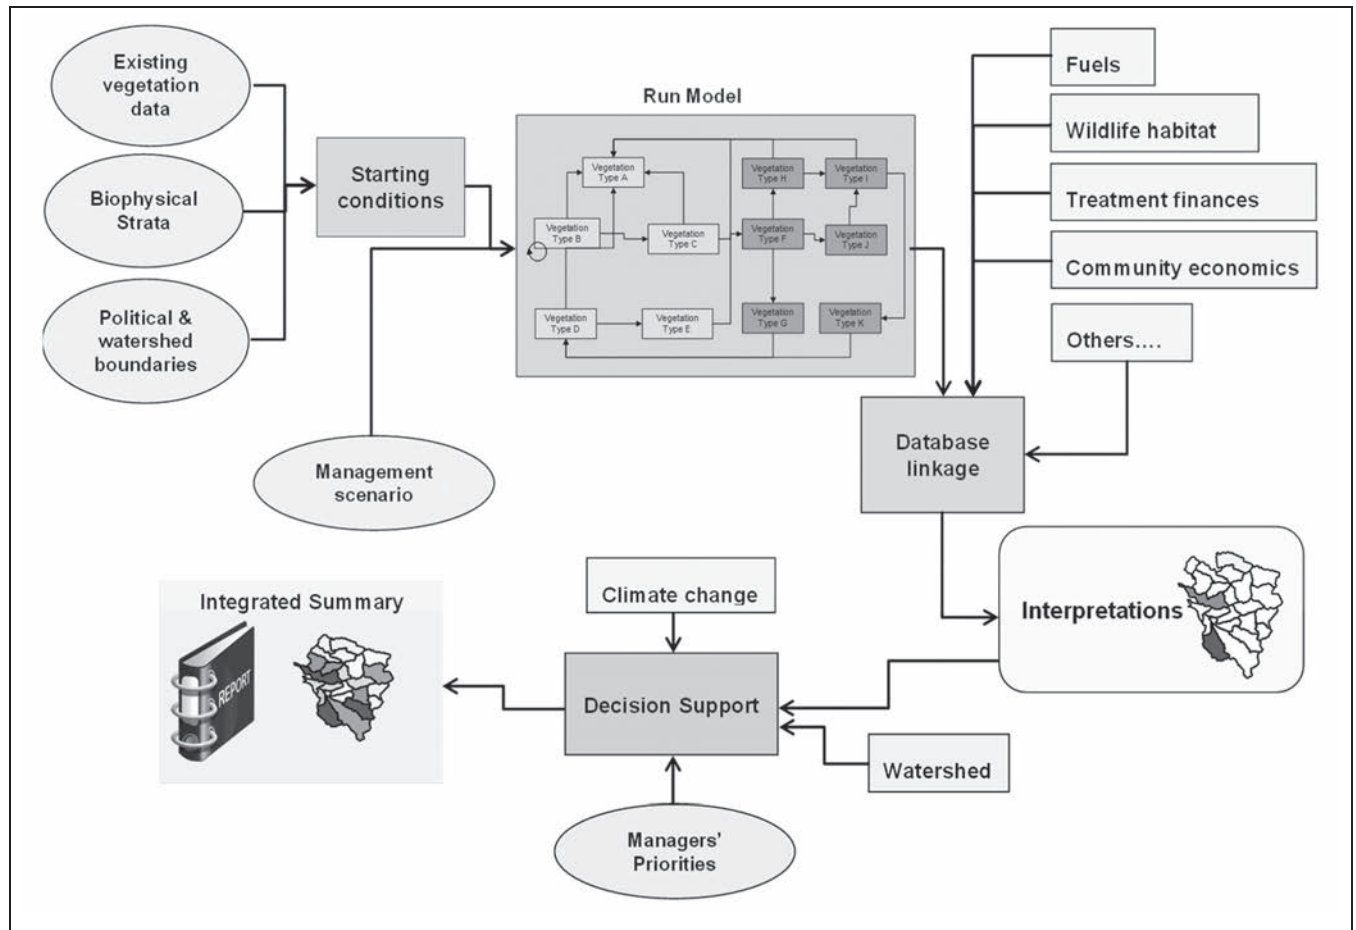 Existing
vegetation
data
Biophysical
Strata
Political &
watershed
boundaries
Starting
conditions
Management
scenario
Run Model
Vegetation
Type A
Vegetation
Type B
Vegetation
Type C
Vegetation
Type D
Vegetation
Type E
Vegetation
Type H
Vegetation
Type I
Vegetation
Type F
Vegetation
Type J
Vegetation
Type G
Vegetation
Type K
Fuels
Wildlife habitat
Treatment finances
Community economics
Others....
Database
linkage
Interpretations
Climate change
Decision Support
Watershed
Managers’
Priorities
Integrated Summary
REPORT